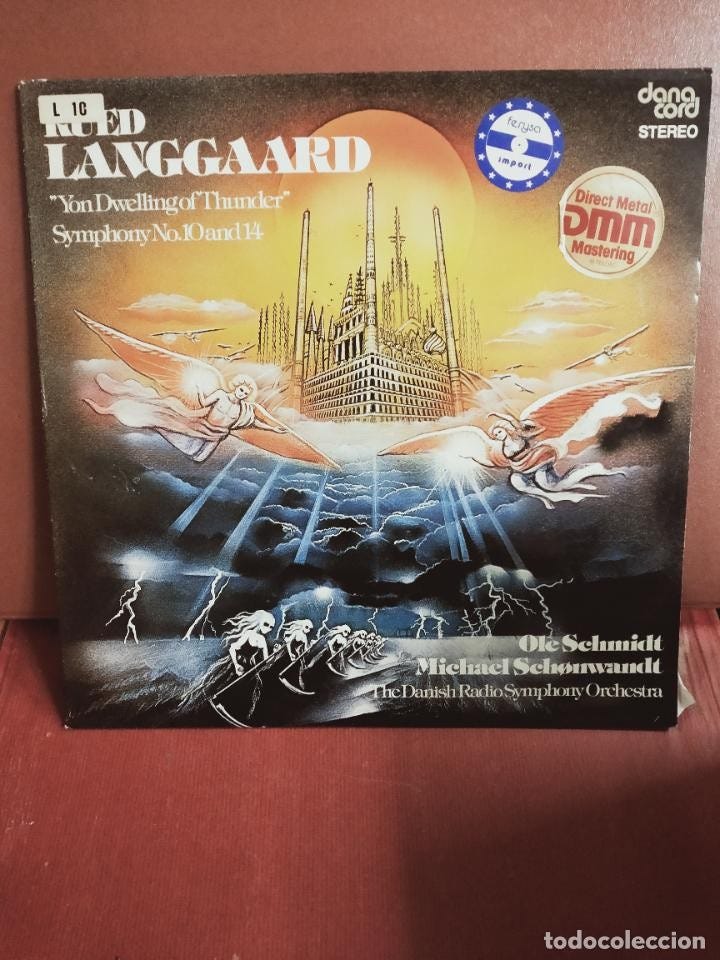 L 10
RUED
LANGGAARD
"Yon Dwelling of Thunder"
Symphony No.10 and 14
ferysa
import
dana
cord
STEREO
Direct Metal
DMM
Mastering
Ole Schmidt
Michael Schønwandt
The Danish Radio Symphony Orchestra
todocoleccion